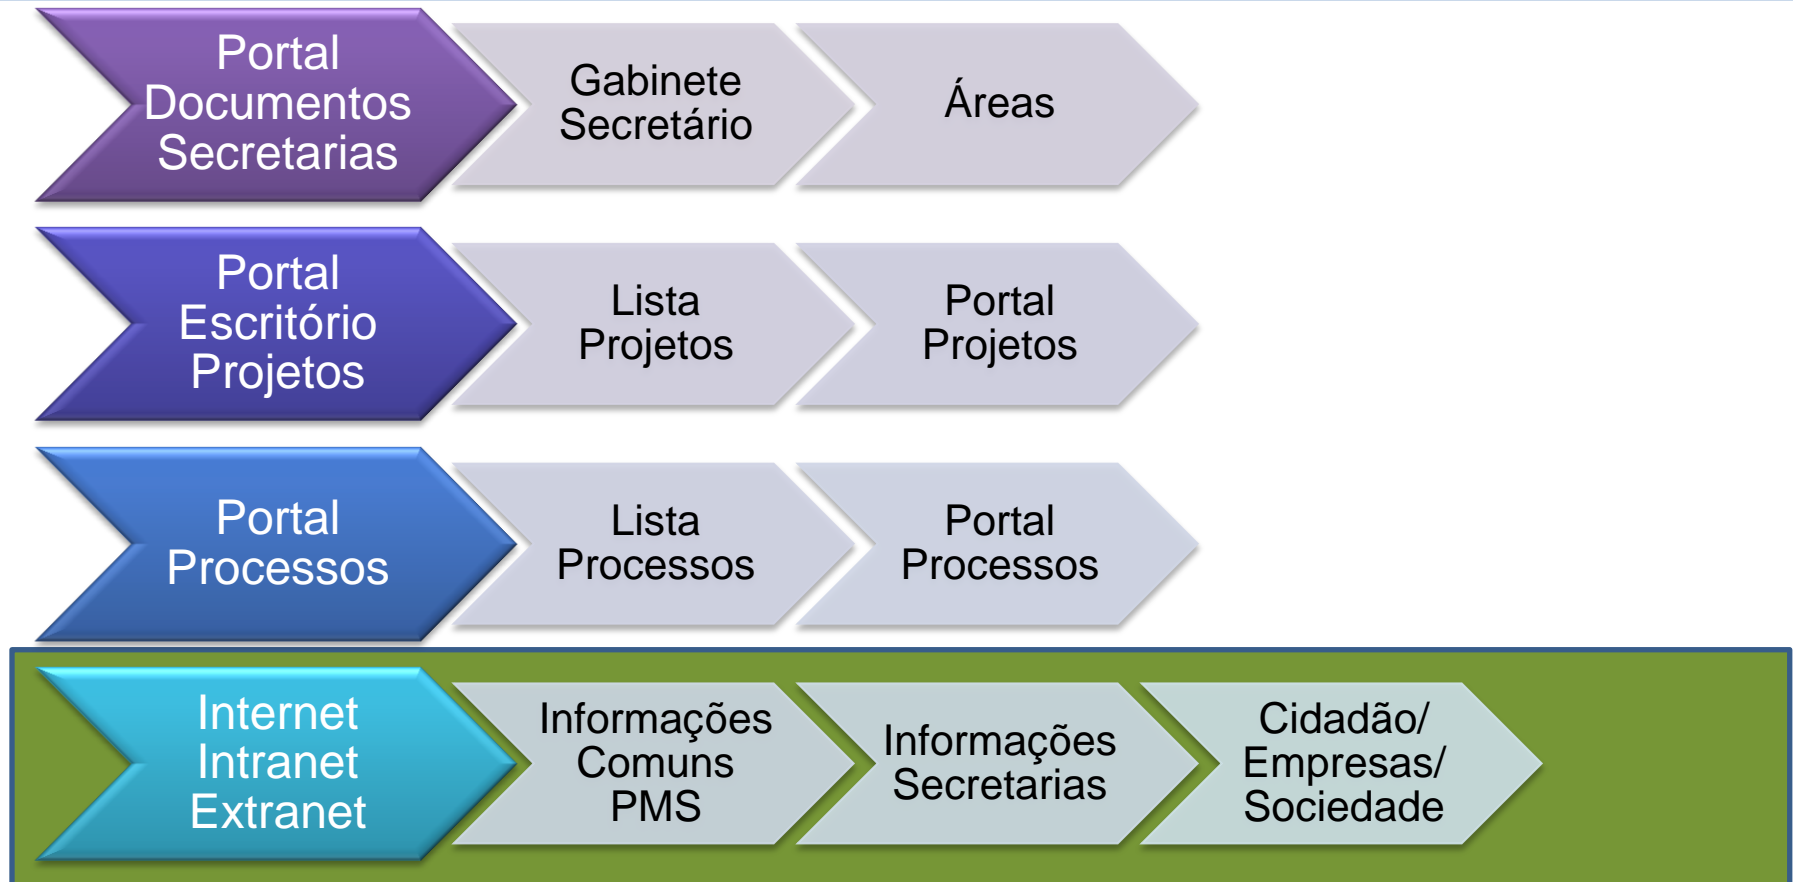 Portal
Documentos
Secretarias
Gabinete
Secretário
Áreas
Portal
Escritório
Projetos
Lista
Projetos
Portal
Projetos
Portal
Processos
Lista
Processos
Portal
Processos
Internet
Intranet
Extranet
Informações
Comuns
PMS
Informações
Secretarias
Cidadão/
Empresas/
Sociedade